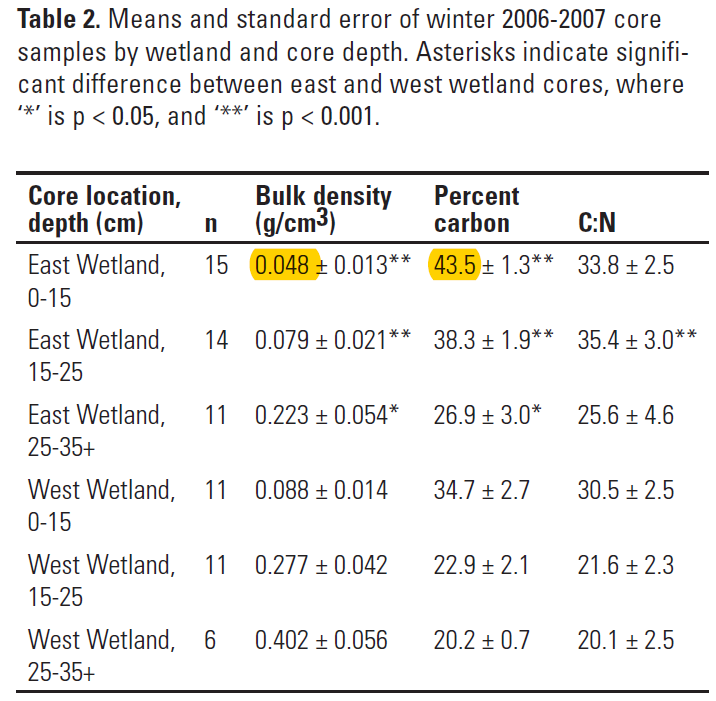 Table 2. Means and standard error of winter 2006-2007 core
samples by wetland and core depth. Asterisks indicate signifi-
cant difference between east and west wetland cores, where
‘*’ is p < 0.05, and ‘**’ is p < 0.001.
Core location, depth (cm) n Bulk density (g/cm3) Percent carbon C:N
East Wetland, 15 0.048 ± 0.013** 43.5 ± 1.3** 33.8 ± 2.5
0-15
East Wetland, 14 0.079 ± 0.021** 38.3 ± 1.9** 35.4 ± 3.0**
15-25
East Wetland, 11 0.223 ± 0.054* 26.9 ± 3.0* 25.6 ± 4.6
25-35+
West Wetland, 11 0.088 ± 0.014 34.7 ± 2.7 30.5 ± 2.5
0-15
West Wetland, 11 0.277 ± 0.042 22.9 ± 2.1 21.6 ± 2.3
15-25
West Wetland, 6 0.402 ± 0.056 20.2 ± 0.7 20.1 ± 2.5
25-35+